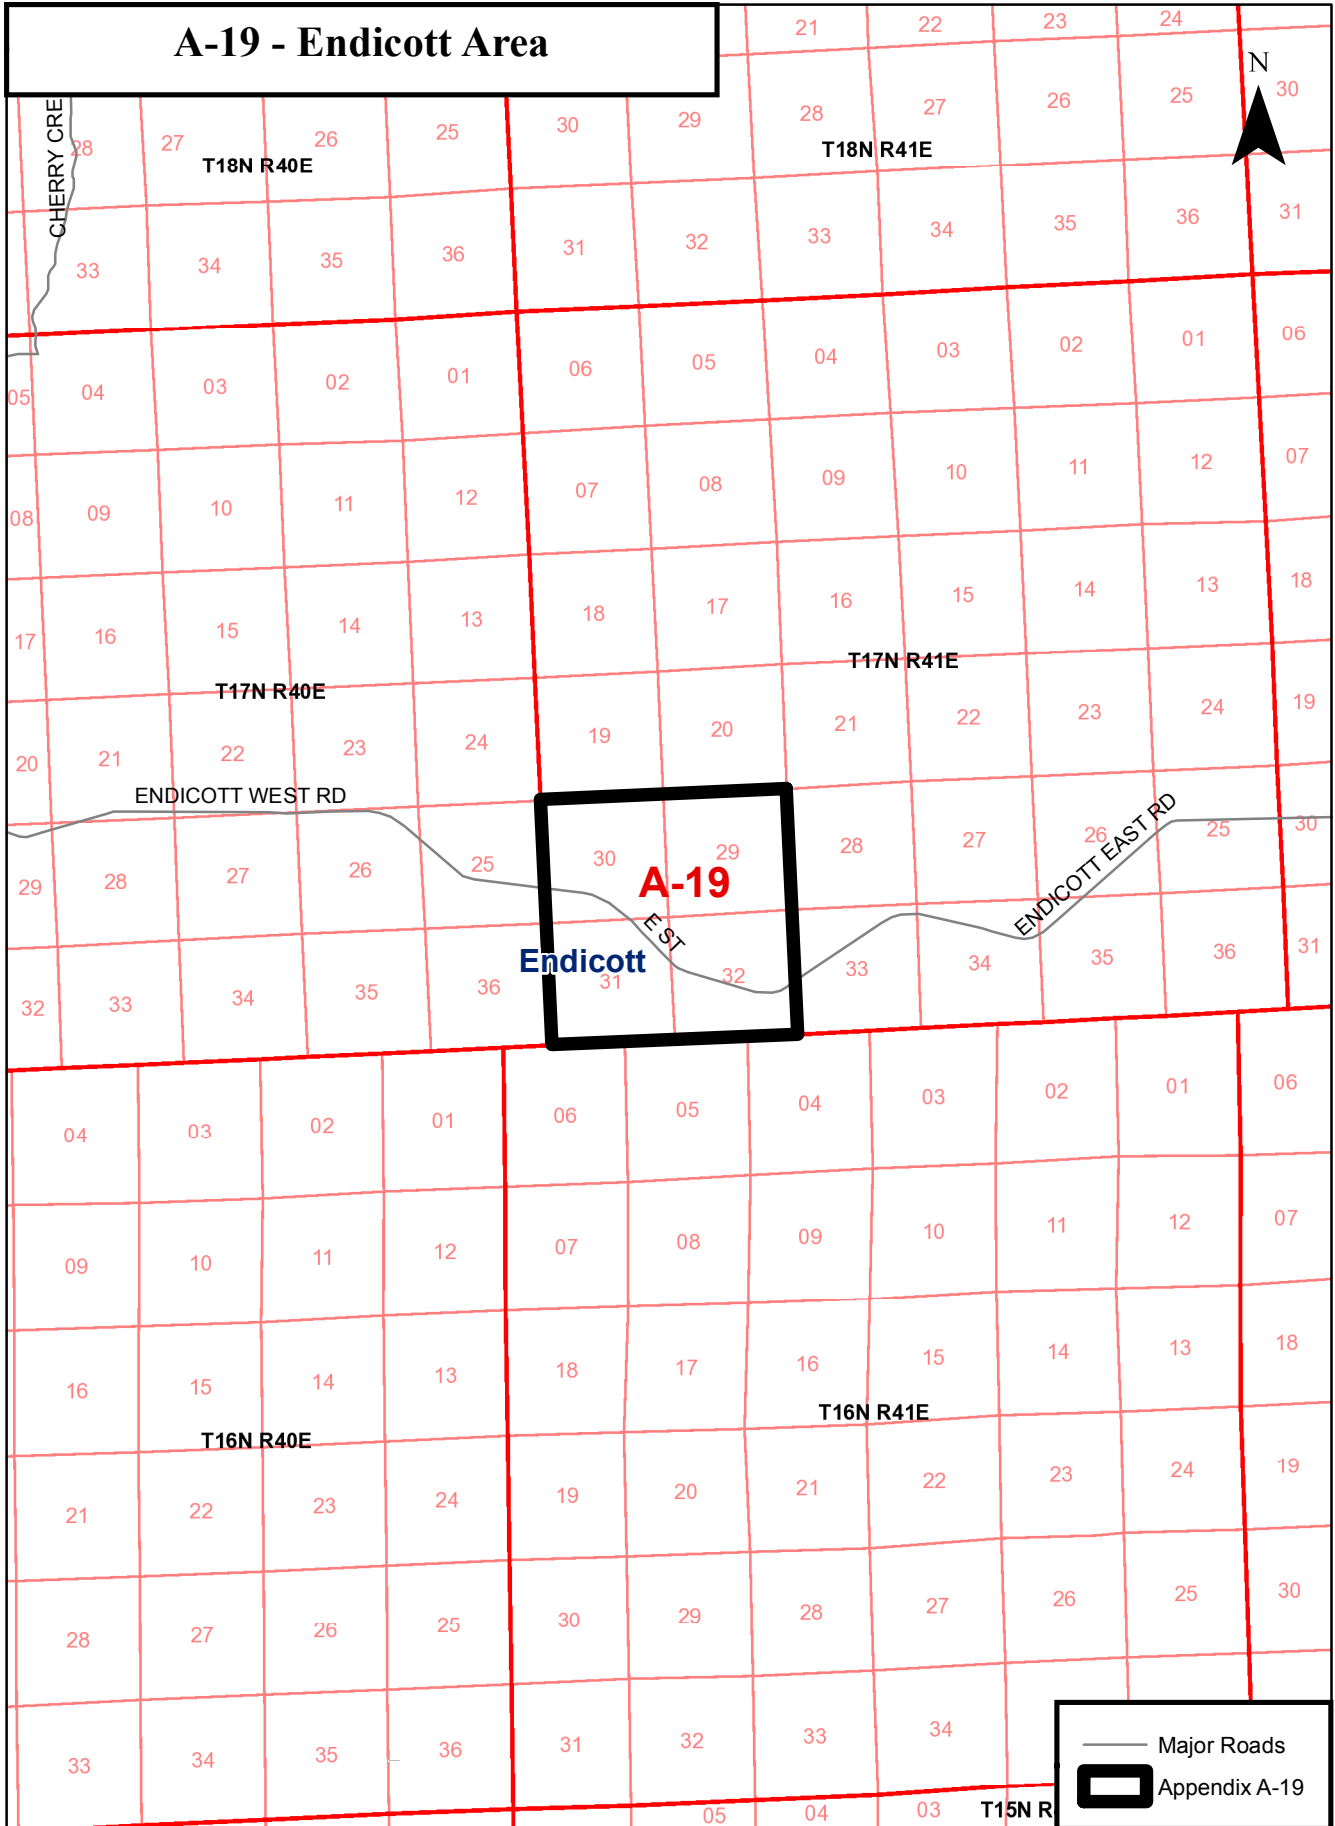 A-19 - Endicott Area
21 22 23 24
N
CHERRY CRE
28 27 26 25 30 29 28 27 26 25 30
T18N R40E T18N R41E
33 34 35 36 31 32 33 34 35 36 31
05 04 03 02 01 06 05 04 03 02 01 06
08 09 10 11 12 07 08 09 10 11 12 07
17 16 15 14 13 18 17 16 15 14 13 18
T17N R40E T17N R41E
20 21 22 23 24 19 20 21 22 23 24 19
ENDICOTT WEST RD
ENDICOTT EAST RD
29 28 27 26 25 30 29 28 27 26 25 30
A-19
E ST
Endicott
32 33 34 35 36 31 32 33 34 35 36 31
04 03 02 01 06 05 04 03 02 01 06
09 10 11 12 07 08 09 10 11 12 07
16 15 14 13 18 17 16 15 14 13 18
T16N R40E T16N R41E
21 22 23 24 19 20 21 22 23 24 19
28 27 26 25 30 29 28 27 26 25 30
33 34 35 36 31 32 33 34
05 04 03 T15N R
Major Roads
Appendix A-19